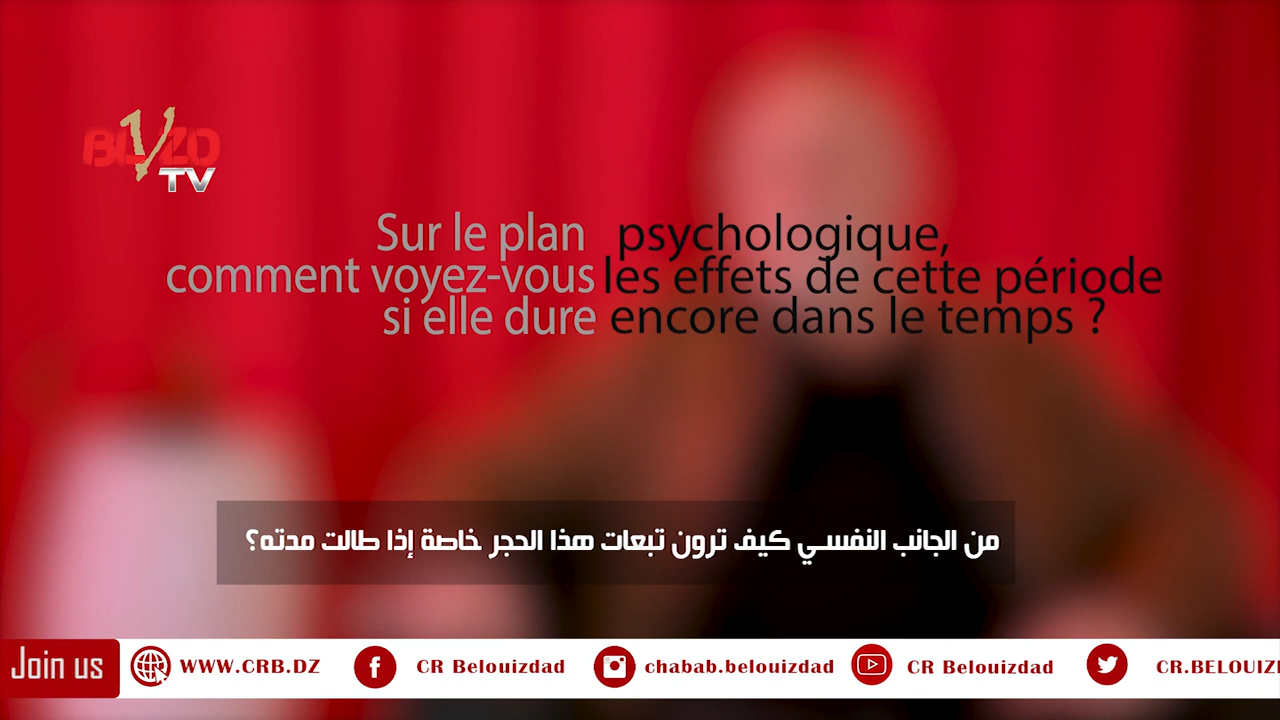 BLVZD
TV
Sur le plan psychologique,
comment voyez-vous les effets de cette période
si elle dure encore dans le temps ?
من الجانب النفسي كيف ترون تبعات هذا الحجر خاصة إذا طالت مدته؟
Join us WWW.CRB.DZ CR Belouizdad chabab.belouizdad CR Belouizdad CR.BELOUIZ